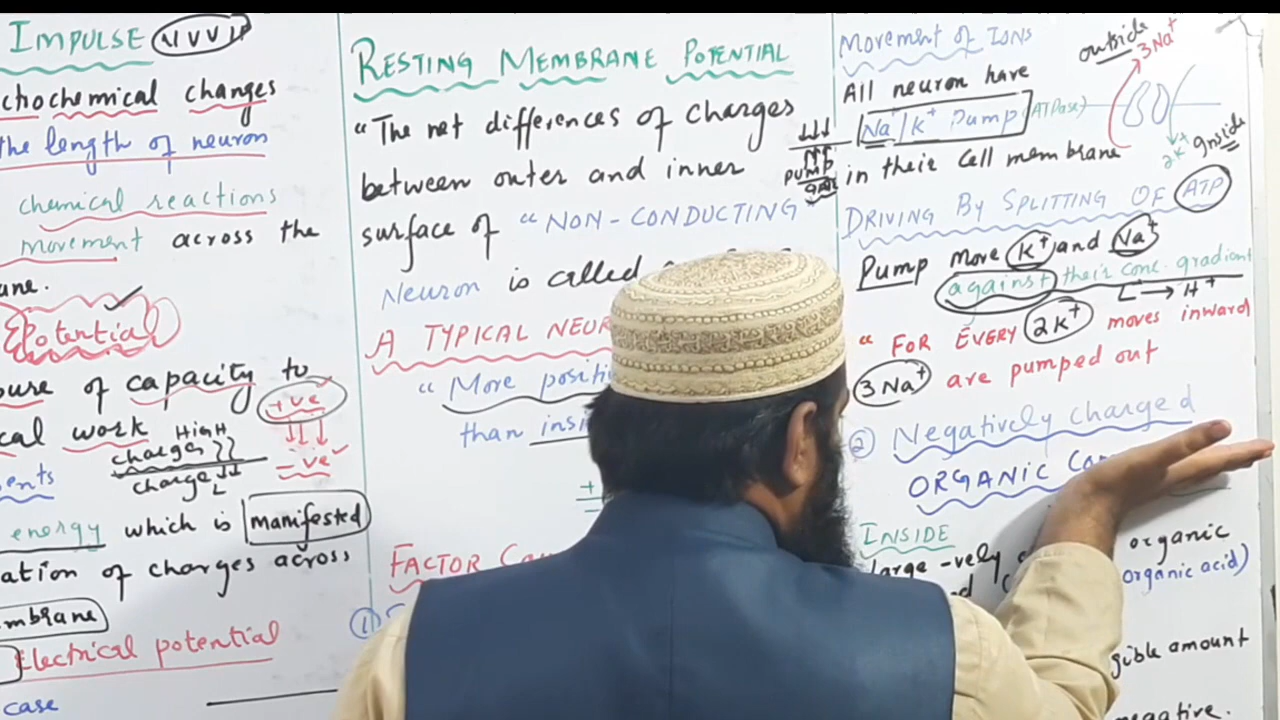 IMPULSE
chochemical changes
the length of neuron
chemical reactions
movement across the
ane.
Potential
oure of capacity to
cal work
+ve
-ve
HIGH
charges
charge L
ents
energy which is manifested
ation of charges across
mbrane
Electrical potential
case
RESTING MEMBRANE POTENTIAL
"The net differences of charges
between outer and inner
surface of "NON-CONDUCTING
Neuron is called
A TYPICAL NEUR
"More positi
than insi
+
FACTOR Con
①
Movement of IONS
All neuron have
Na+/K+ Pump (ATPase)
in their cell membrane
PUMP
outside
3Na+
2K+
inside
DRIVING By SPLITTING OF ATP
Pump move K+ and Na+
against their conc. gradient
L → H+
" FOR EVERY 2K+ moves inward
3Na+ are pumped out
② Negatively charged
ORGANIC Com
INSIDE
large -vely organic
organic acid)
gible amount
negative.